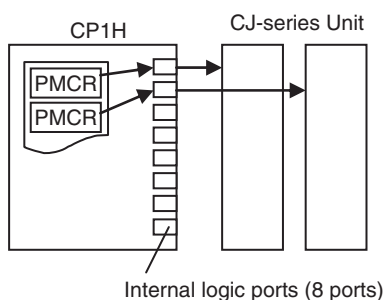 CP1H
CJ-series Unit
PMCR
PMCR
Internal logic ports (8 ports)